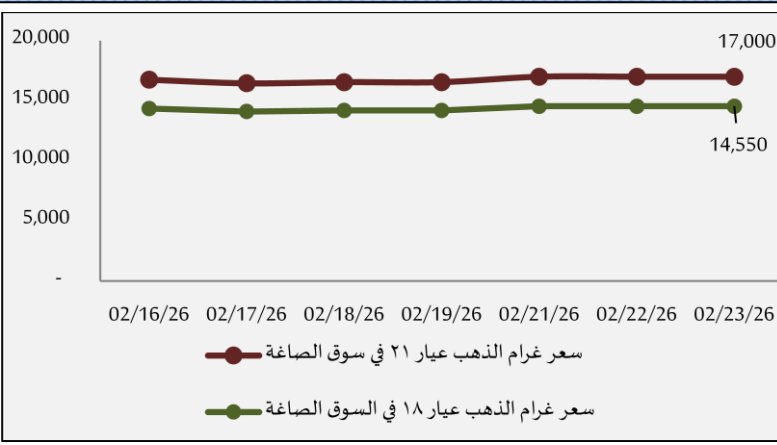 20,000
17,000
15,000
14,550
10,000
5,000
-
02/16/26 02/17/26 02/18/26 02/19/26 02/21/26 02/22/26 02/23/26
سعر غرام الذهب عيار ٢١ في سوق الصاغة
سعر غرام الذهب عيار ١٨ في السوق الصاغة